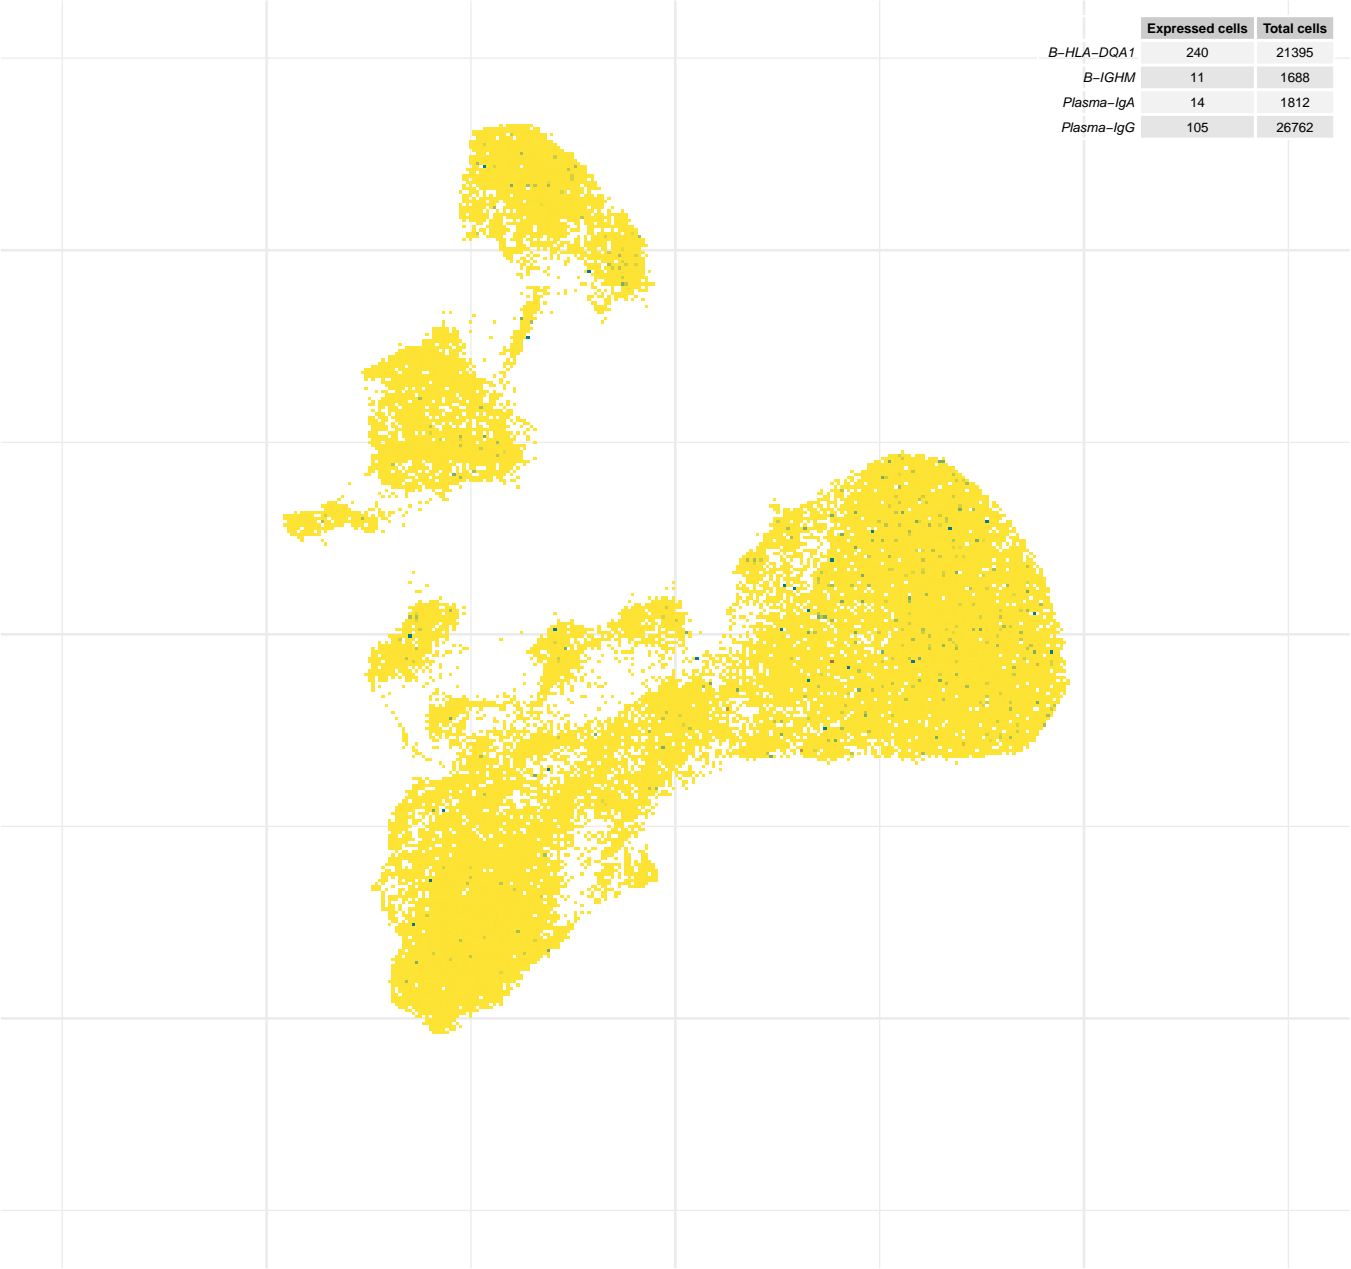 Expressed cells Total cells
B−HLA−DQA1 240 21395
B−IGHM 11 1688
Plasma−IgA 14 1812
Plasma−IgG 105 26762